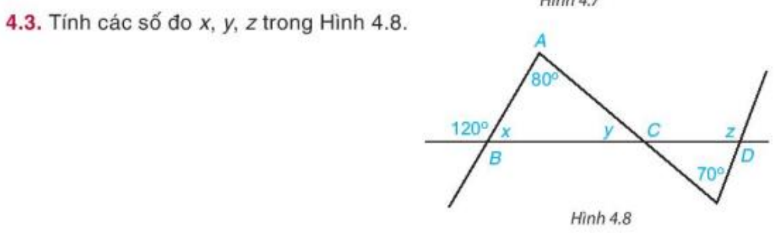 Hình 4.7
4.3. Tính các số đo x, y, z trong Hình 4.8.
A
80°
120° x y C z
B D
70°
Hình 4.8